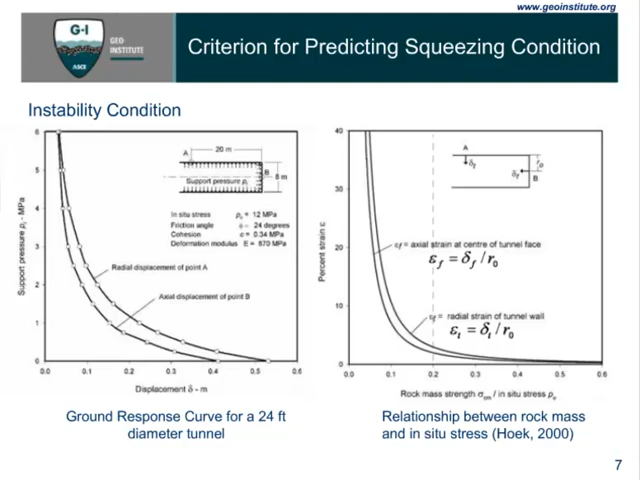 www.geoinstitute.org
G-I
GEO
INSTITUTE
ASCE
Criterion for Predicting Squeezing Condition
Instability Condition
6
5
4
3
2
1
0
Support pressure pᵢ - MPa
A
20 m
B
8 m
Support pressure pᵢ
In situ stress pₒ = 12 MPa
Friction angle ϕ = 24 degrees
Cohesion c = 0.34 MPa
Deformation modulus E = 670 MPa
Radial displacement of point A
Axial displacement of point B
0.0 0.1 0.2 0.3 0.4 0.5 0.6
Displacement δ - m
Ground Response Curve for a 24 ft
diameter tunnel
40
30
20
10
0
Percent strain ε
A
δf
rₒ
δf
B
εf = axial strain at centre of tunnel face
εf = δf / r₀
εf = radial strain of tunnel wall
εt = δt / r₀
0.0 0.1 0.2 0.3 0.4 0.5 0.6
Rock mass strength σcm / in situ stress pₒ
Relationship between rock mass
and in situ stress (Hoek, 2000)
7